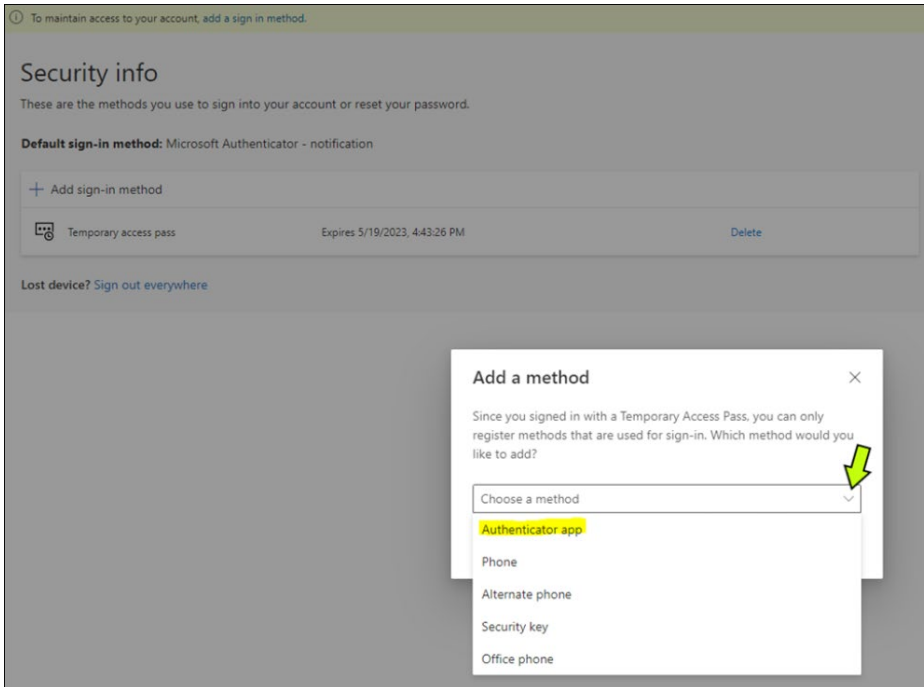 To maintain access to your account, add a sign in method.
Security info
These are the methods you use to sign into your account or reset your password.
Default sign-in method: Microsoft Authenticator - notification
+ Add sign-in method
Temporary access pass Expires 5/19/2023, 4:43:26 PM Delete
Lost device? Sign out everywhere
Add a method
Since you signed in with a Temporary Access Pass, you can only
register methods that are used for sign-in. Which method would you
like to add?
Choose a method
Authenticator app
Phone
Alternate phone
Security key
Office phone